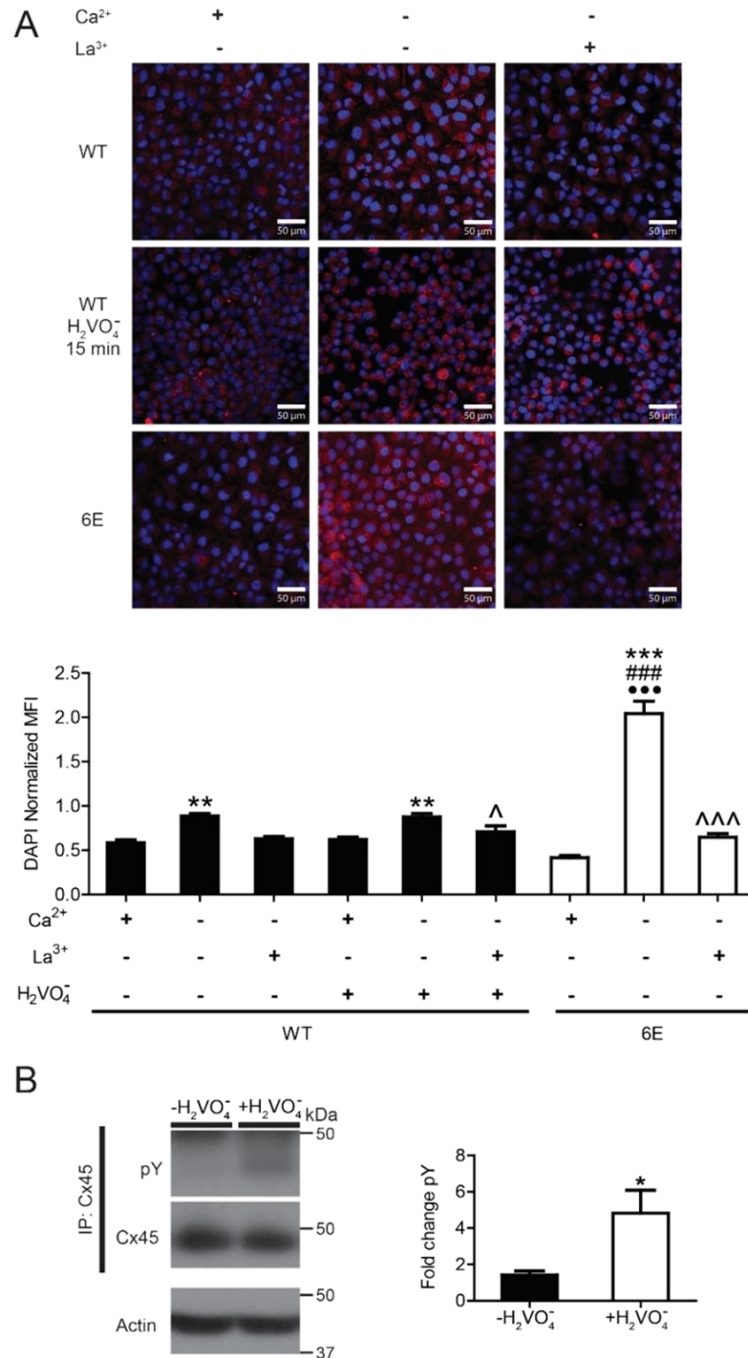 A
Ca²⁺ + - -
La³⁺ - - +
WT
50 µm 50 µm 50 µm
WT
H₂VO₄⁻
15 min
50 µm 50 µm 50 µm
6E
50 µm 50 µm 50 µm
DAPI Normalized MFI
2.5
2.0
1.5
1.0
0.5
0.0
** ** ^ *** ### ••• ^^^
Ca²⁺ + - - + - - + - -
La³⁺ - - + - - + - - +
H₂VO₄⁻ - - - + + + - - -
WT 6E
B
-H₂VO₄⁻ +H₂VO₄⁻ kDa
IP: Cx45
pY 50
Cx45 50
Actin 50
37
Fold change pY
8
6
4
2
0
*
-H₂VO₄⁻ +H₂VO₄⁻